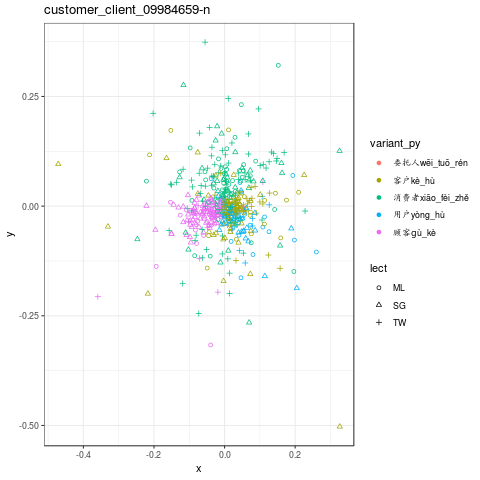 customer_client_09984659-n
variant_py
委托人wěi_tuō_rén
客户kè_hù
消费者xiāo_fèi_zhě
用户yòng_hù
顾客gù_kè
lect
ML
SG
TW
y
0.25
0.00
-0.25
-0.50
-0.4
-0.2
0.0
0.2
x